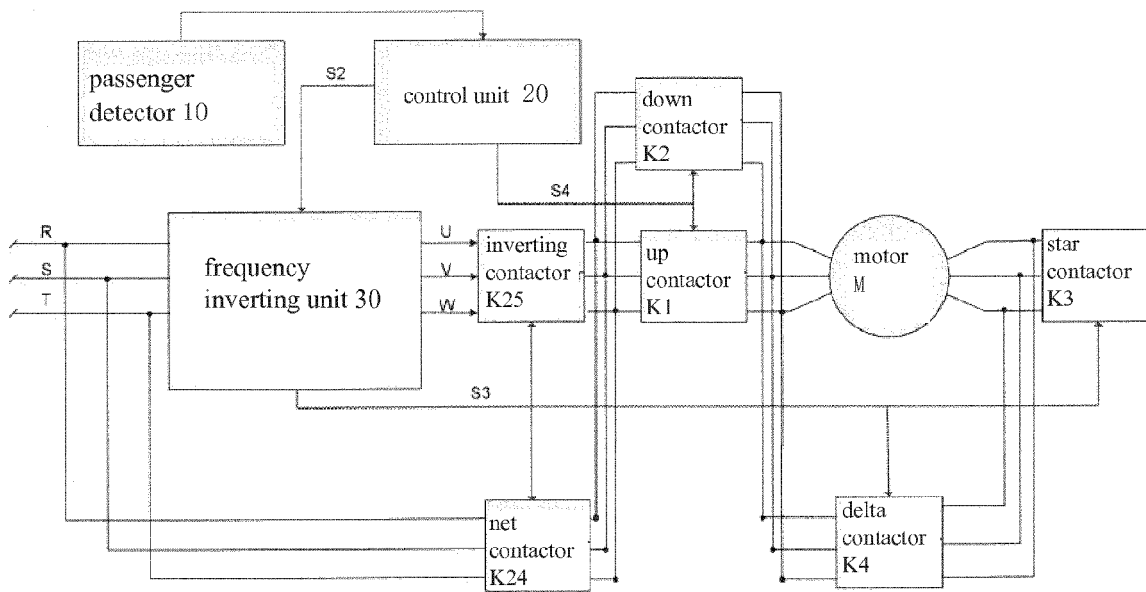 passenger
detector 10
control unit 20
S2
down
contactor
K2
S4
R
S
T
frequency
inverting unit 30
U
V
W
inverting
contactor
K25
up
contactor
K1
motor
M
star
contactor
K3
S3
net
contactor
K24
delta
contactor
K4